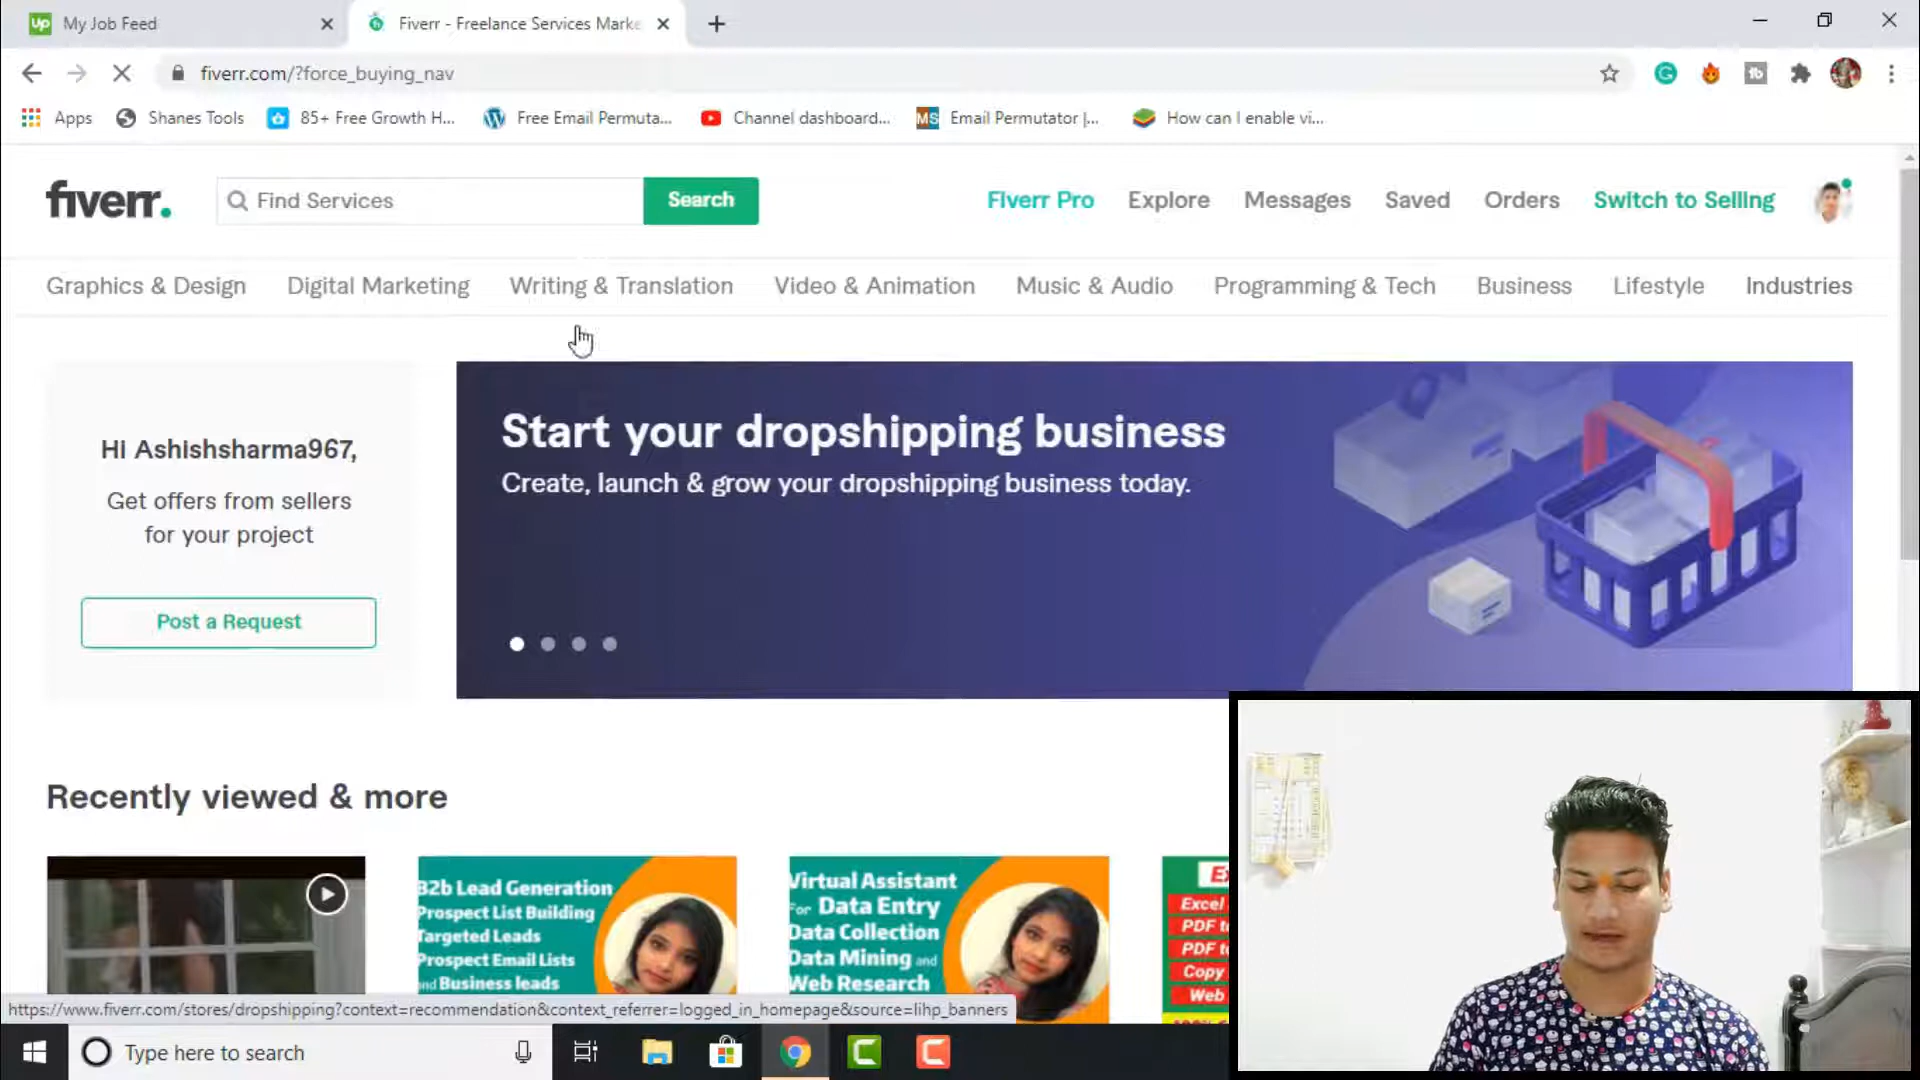 My Job Feed
Fiverr - Freelance Services Marke
fiverr.com/?force_buying_nav
Apps
Shanes Tools
85+ Free Growth H...
Free Email Permuta...
Channel dashboard...
MS
Email Permutator |...
How can I enable vi...
fiverr.
Find Services
Search
Fiverr Pro
Explore
Messages
Saved
Orders
Switch to Selling
Graphics & Design
Digital Marketing
Writing & Translation
Video & Animation
Music & Audio
Programming & Tech
Business
Lifestyle
Industries
Hi Ashishsharma967,
Get offers from sellers
for your project
Post a Request
Start your dropshipping business
Create, launch & grow your dropshipping business today.
Recently viewed & more
B2b Lead Generation
Prospect List Building
Targeted Leads
Prospect Email Lists
and Business leads
Virtual Assistant
For Data Entry
Data Collection
Data Mining and
Web Research
Excel
PDF to
PDF to
Copy
Web
https://www.fiverr.com/stores/dropshipping?context=recommendation&context_referrer=logged_in_homepage&source=lihp_banners
Type here to search